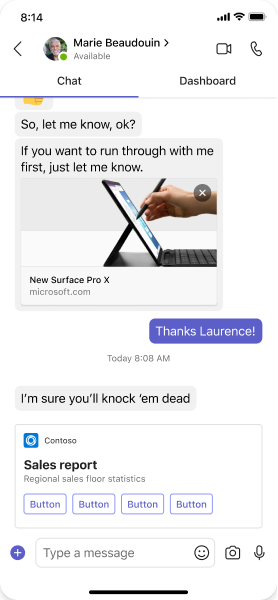 8:14
Marie Beaudouin
Available
Chat
Dashboard
So, let me know, ok?
If you want to run through with me
first, just let me know.
New Surface Pro X
microsoft.com
Thanks Laurence!
Today 8:08 AM
I'm sure you'll knock 'em dead
Contoso
Sales report
Regional sales floor statistics
Button Button Button Button
Type a message